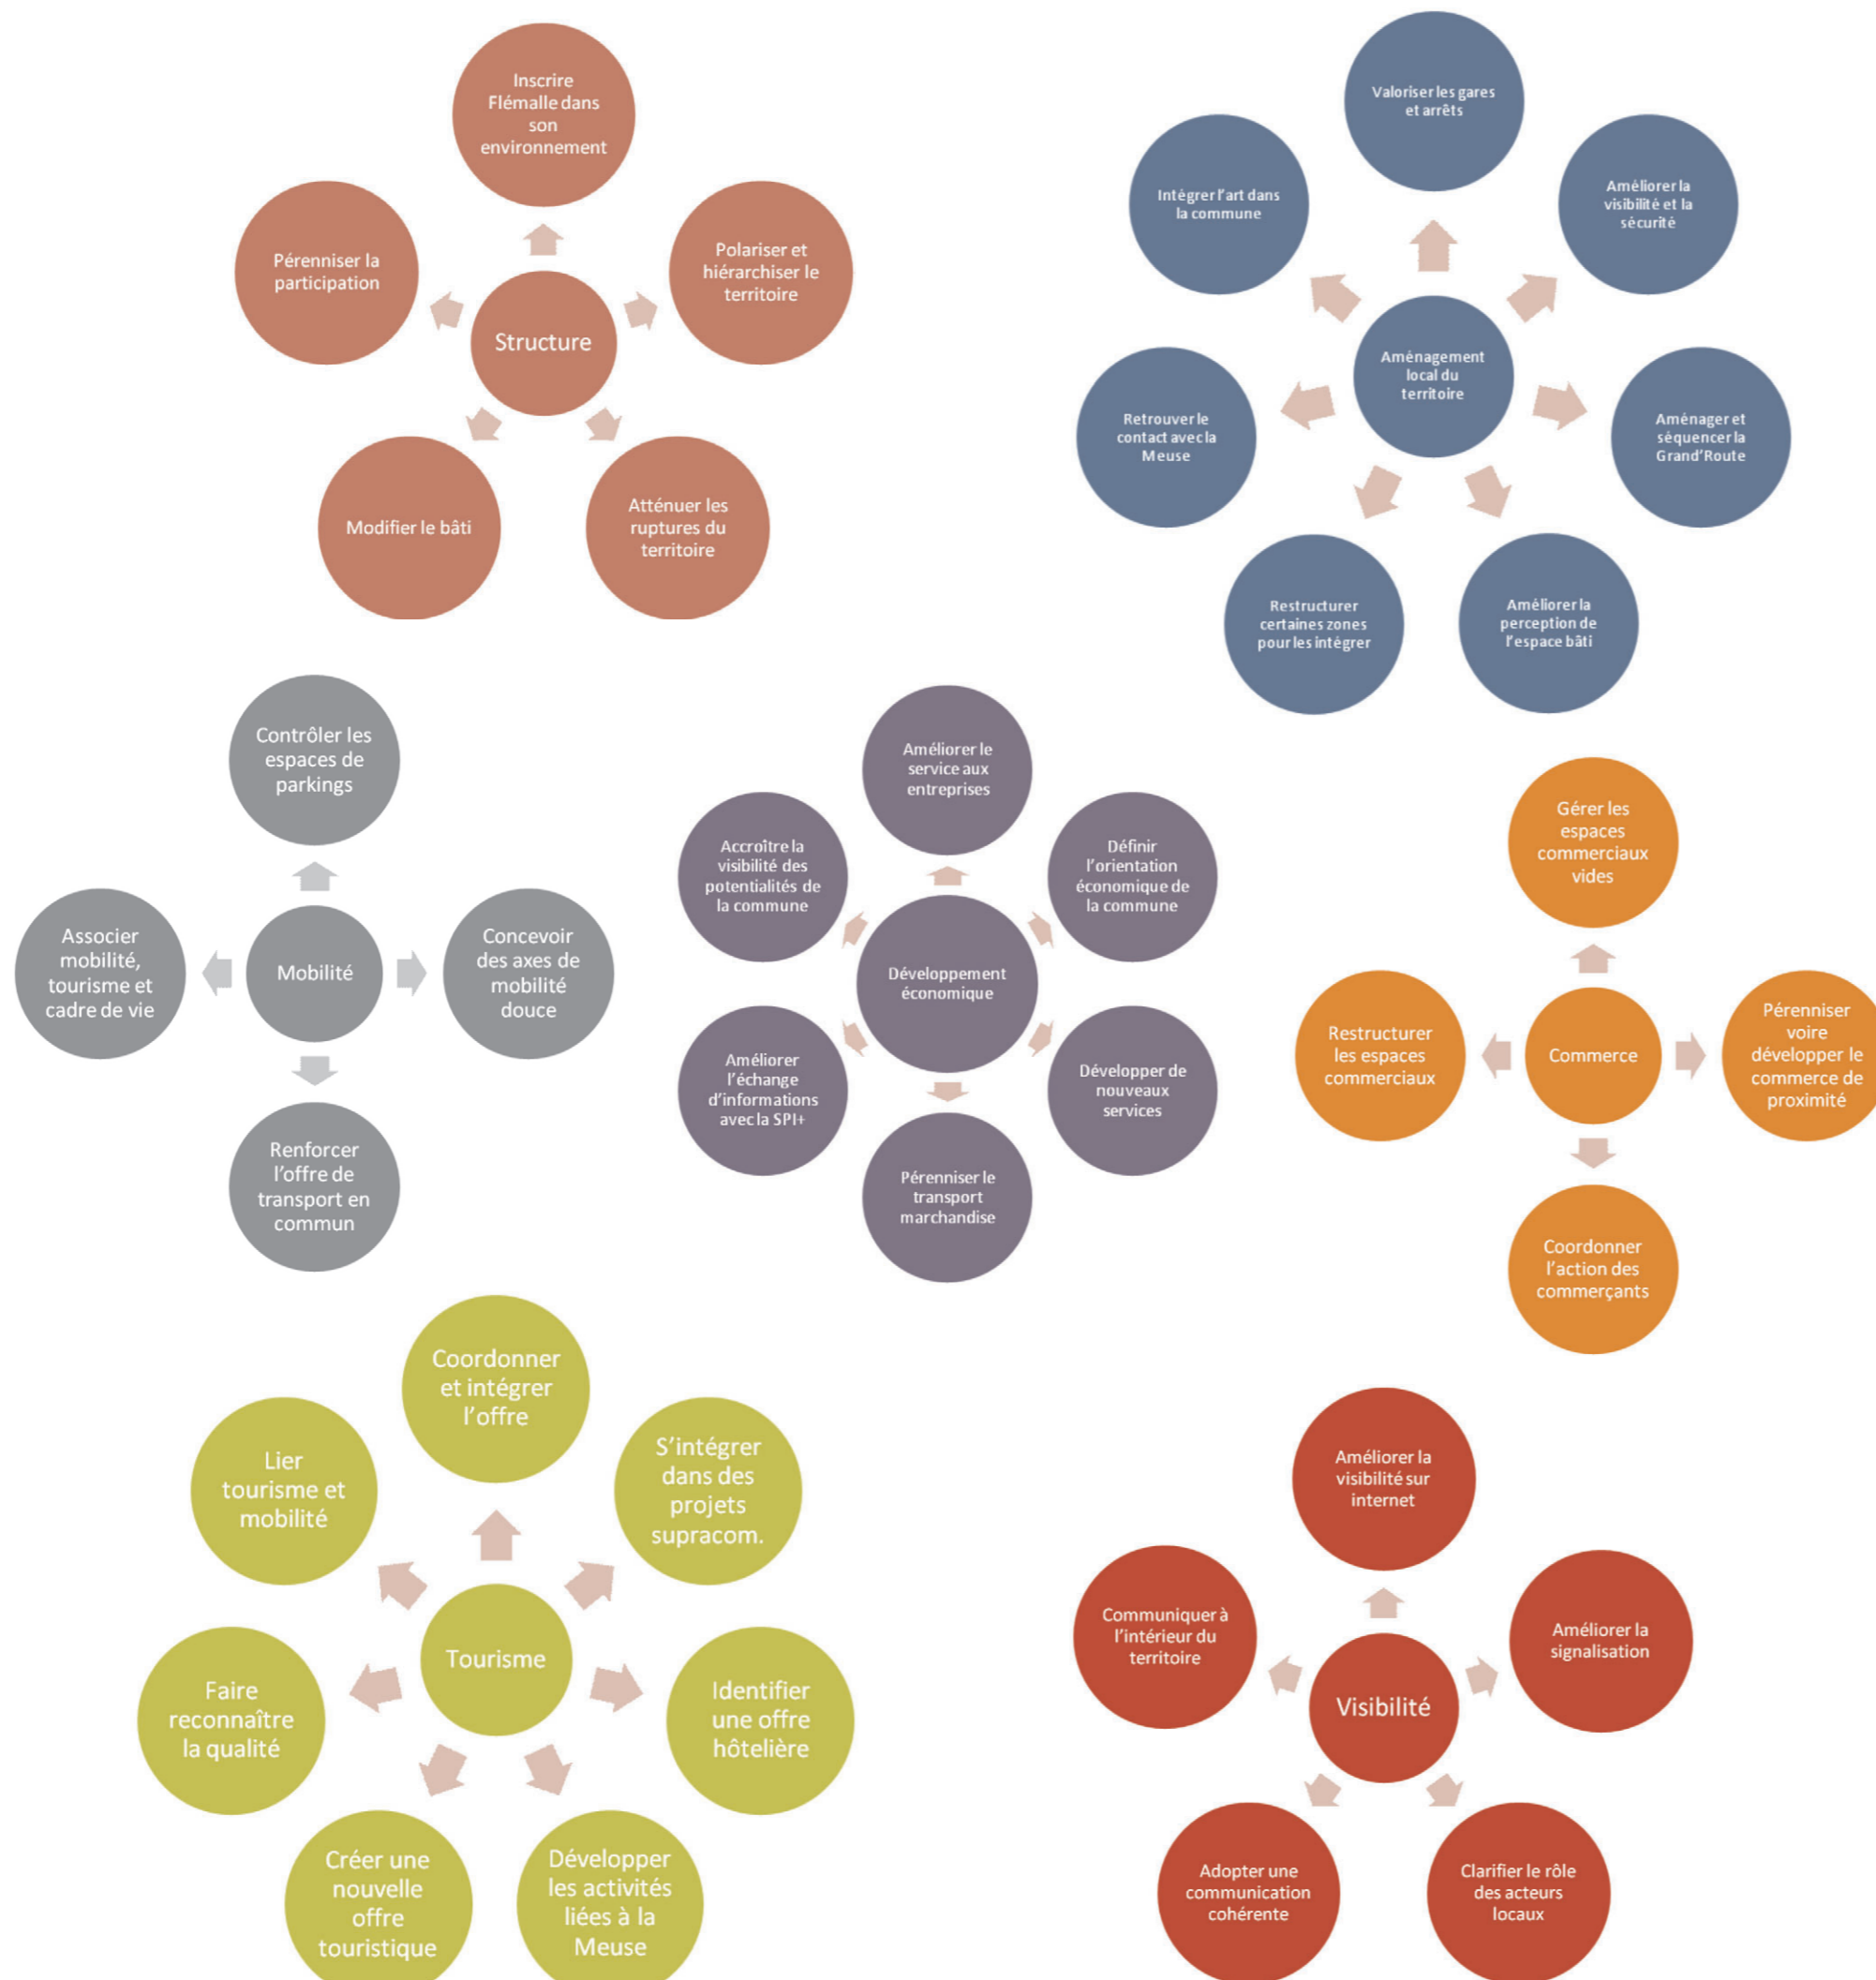 Inscrire
Flémalle dans
son
environnement
Pérenniser la
participation
Polariser et
hiérarchiser le
territoire
Structure
Modifier le bâti
Atténuer les
ruptures du
territoire
Valoriser les gares
et arrêts
Intégrer l'art dans
la commune
Améliorer la
visibilité et la
sécurité
Aménagement
local du
territoire
Retrouver le
contact avec la
Meuse
Aménager et
séquencer la
Grand'Route
Restructurer
certaines zones
pour les intégrer
Améliorer la
perception de
l'espace bâti
Contrôler les
espaces de
parkings
Associer
mobilité,
tourisme et
cadre de vie
Mobilité
Concevoir
des axes de
mobilité
douce
Renforcer
l'offre de
transport en
commun
Améliorer le
service aux
entreprises
Accroître la
visibilité des
potentialités de
la commune
Définir
l'orientation
économique de
la commune
Développement
économique
Améliorer
l'échange
d'informations
avec la SPI+
Développer de
nouveaux
services
Pérenniser le
transport
marchandise
Gérer les
espaces
commerciaux
vides
Restructurer
les espaces
commerciaux
Commerce
Pérenniser
voire
développer le
commerce de
proximité
Coordonner
l'action des
commerçants
Coordonner
et intégrer
l'offre
Lier
tourisme et
mobilité
S'intégrer
dans des
projets
supracom.
Tourisme
Faire
reconnaître
la qualité
Identifier
une offre
hôtelière
Créer une
nouvelle
offre
touristique
Développer
les activités
liées à la
Meuse
Améliorer la
visibilité sur
internet
Communiquer à
l'intérieur du
territoire
Améliorer la
signalisation
Visibilité
Adopter une
communication
cohérente
Clarifier le rôle
des acteurs
locaux